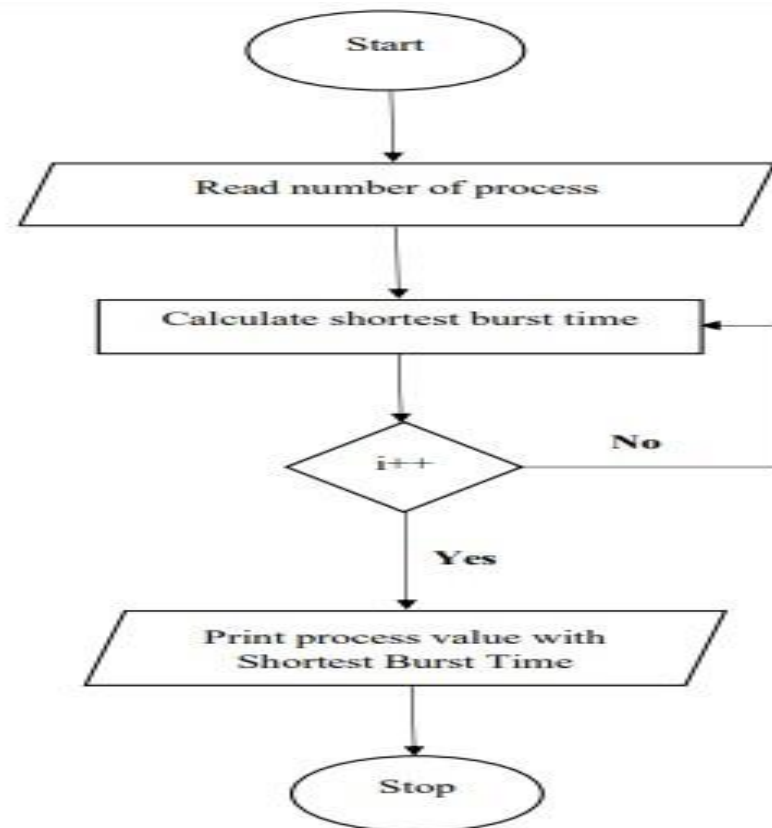 Start
Read number of process
Calculate shortest burst time
i++
No
Yes
Print process value with
Shortest Burst Time
Stop